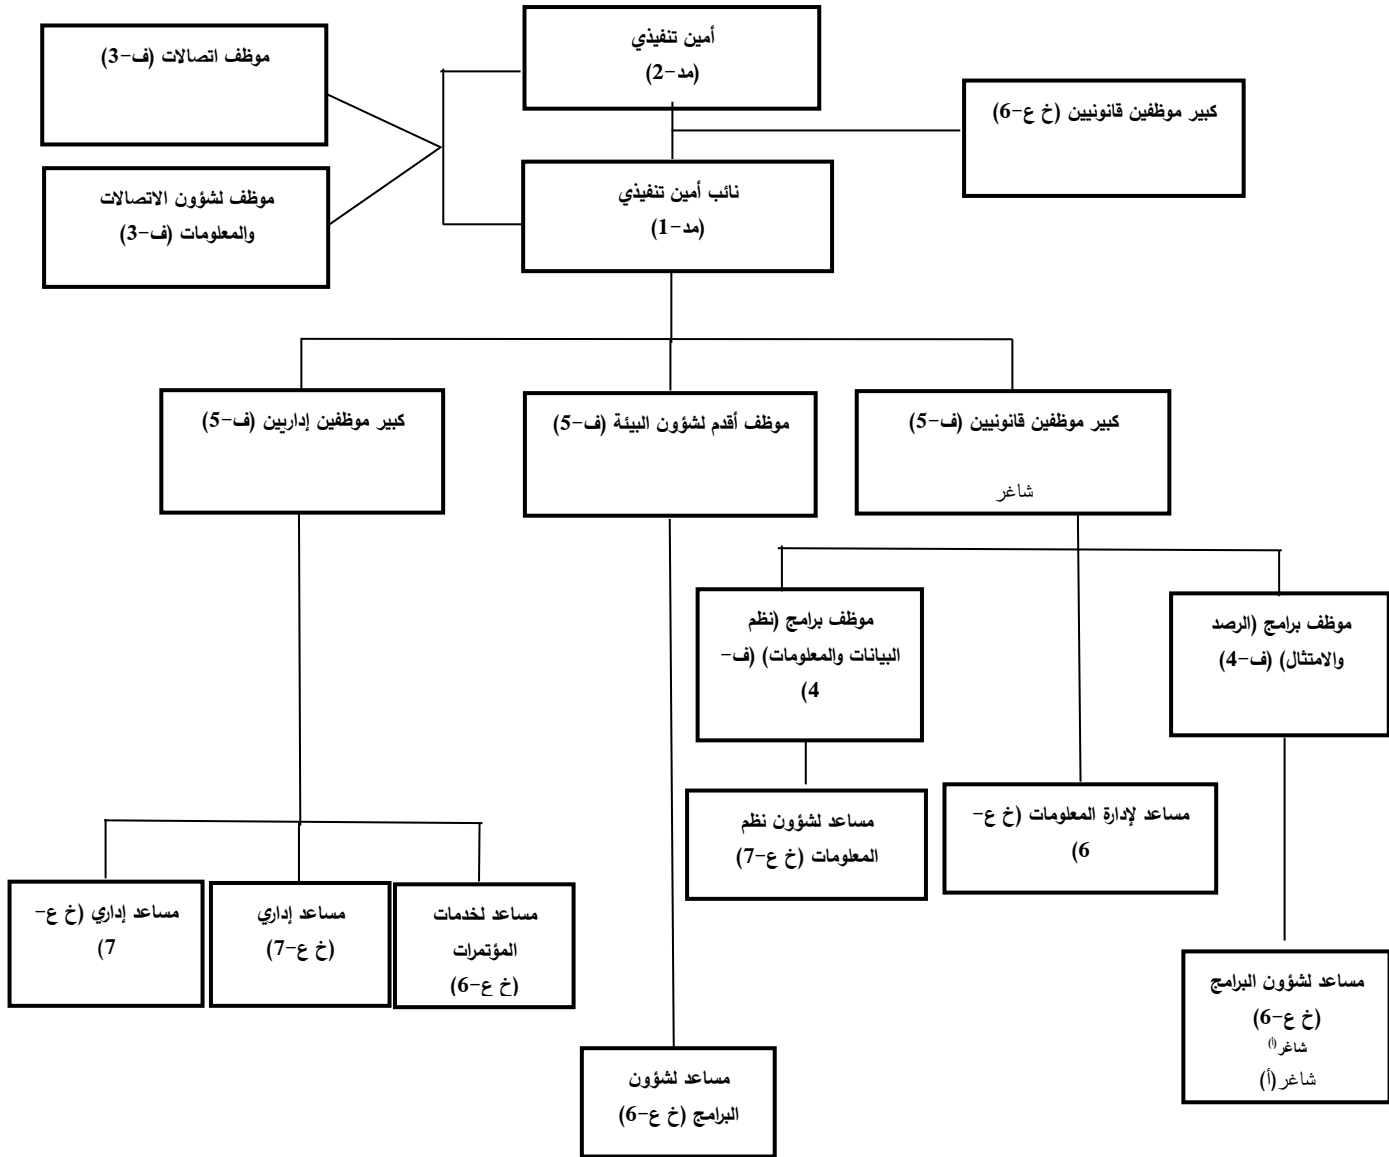 أمين تنفيذي
(مد-2)
موظف اتصالات (ف-3)
كبير موظفين قانونيين (خ ع-6)
نائب أمين تنفيذي
(مد-1)
موظف لشؤون الاتصالات
والمعلومات (ف-3)
كبير موظفين قانونيين (ف-5)
شاغر
موظف أقدم لشؤون البيئة (ف-5)
كبير موظفين إداريين (ف-5)
موظف برامج (الرصد
والامتثال) (ف-4)
موظف برامج (نظم
البيانات والمعلومات) (ف-
4)
مساعد لإدارة المعلومات (خ ع-
6)
مساعد لشؤون نظم
المعلومات (خ ع-7)
مساعد لخدمات
المؤتمرات
(خ ع-6)
مساعد إداري
(خ ع-7)
مساعد إداري (خ ع-
7)
مساعد لشؤون البرامج
(خ ع-6)
شاغر(أ)
شاغر(أ)
مساعد لشؤون
البرامج (خ ع-6)